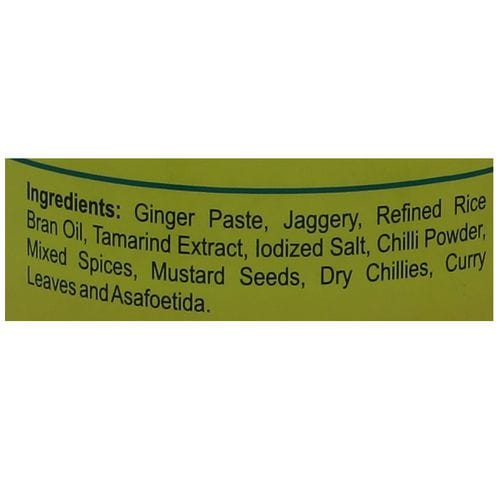 Ingredients: Ginger Paste, Jaggery, Refined Rice
Bran Oil, Tamarind Extract, Iodized Salt, Chilli Powder,
Mixed Spices, Mustard Seeds, Dry Chillies, Curry
Leaves and Asafoetida.